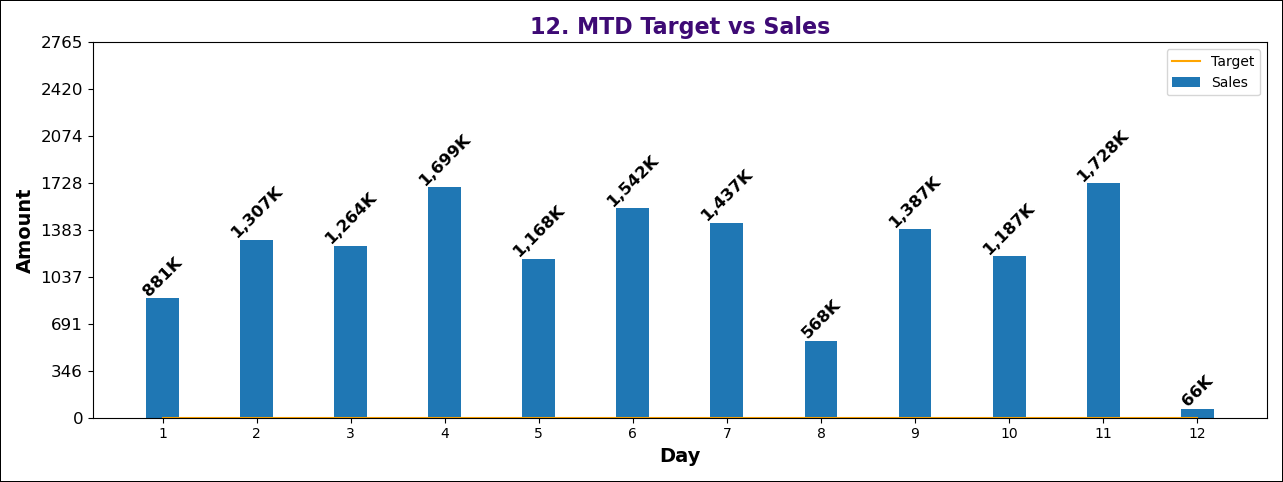 12. MTD Target vs Sales
2765
2420
2074
1728
1383
1037
691
346
0
Amount
Target
Sales
881K
1,307K
1,264K
1,699K
1,168K
1,542K
1,437K
568K
1,387K
1,187K
1,728K
66K
1 2 3 4 5 6 7 8 9 10 11 12
Day